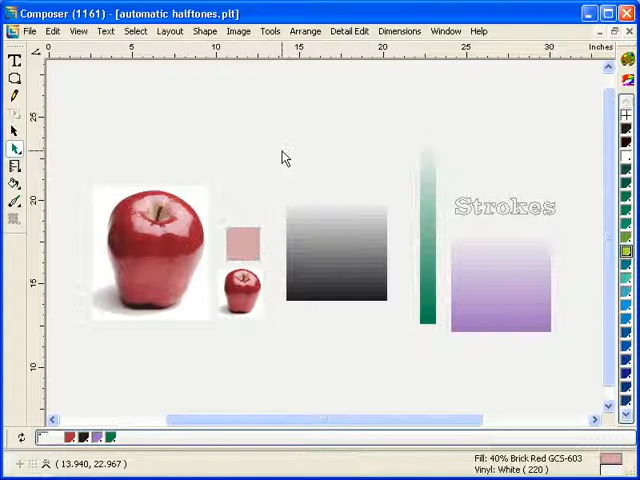 Composer (1161) - [automatic halftones.plt]
File Edit View Text Select Layout Shape Image Tools Arrange Detail Edit Dimensions Window Help
0 5 10 15 20 25 30 Inches
25
20
15
10
Strokes
(13.940, 22.967)
Fill: 40% Brick Red GCS-603
Vinyl: White ( 220 )